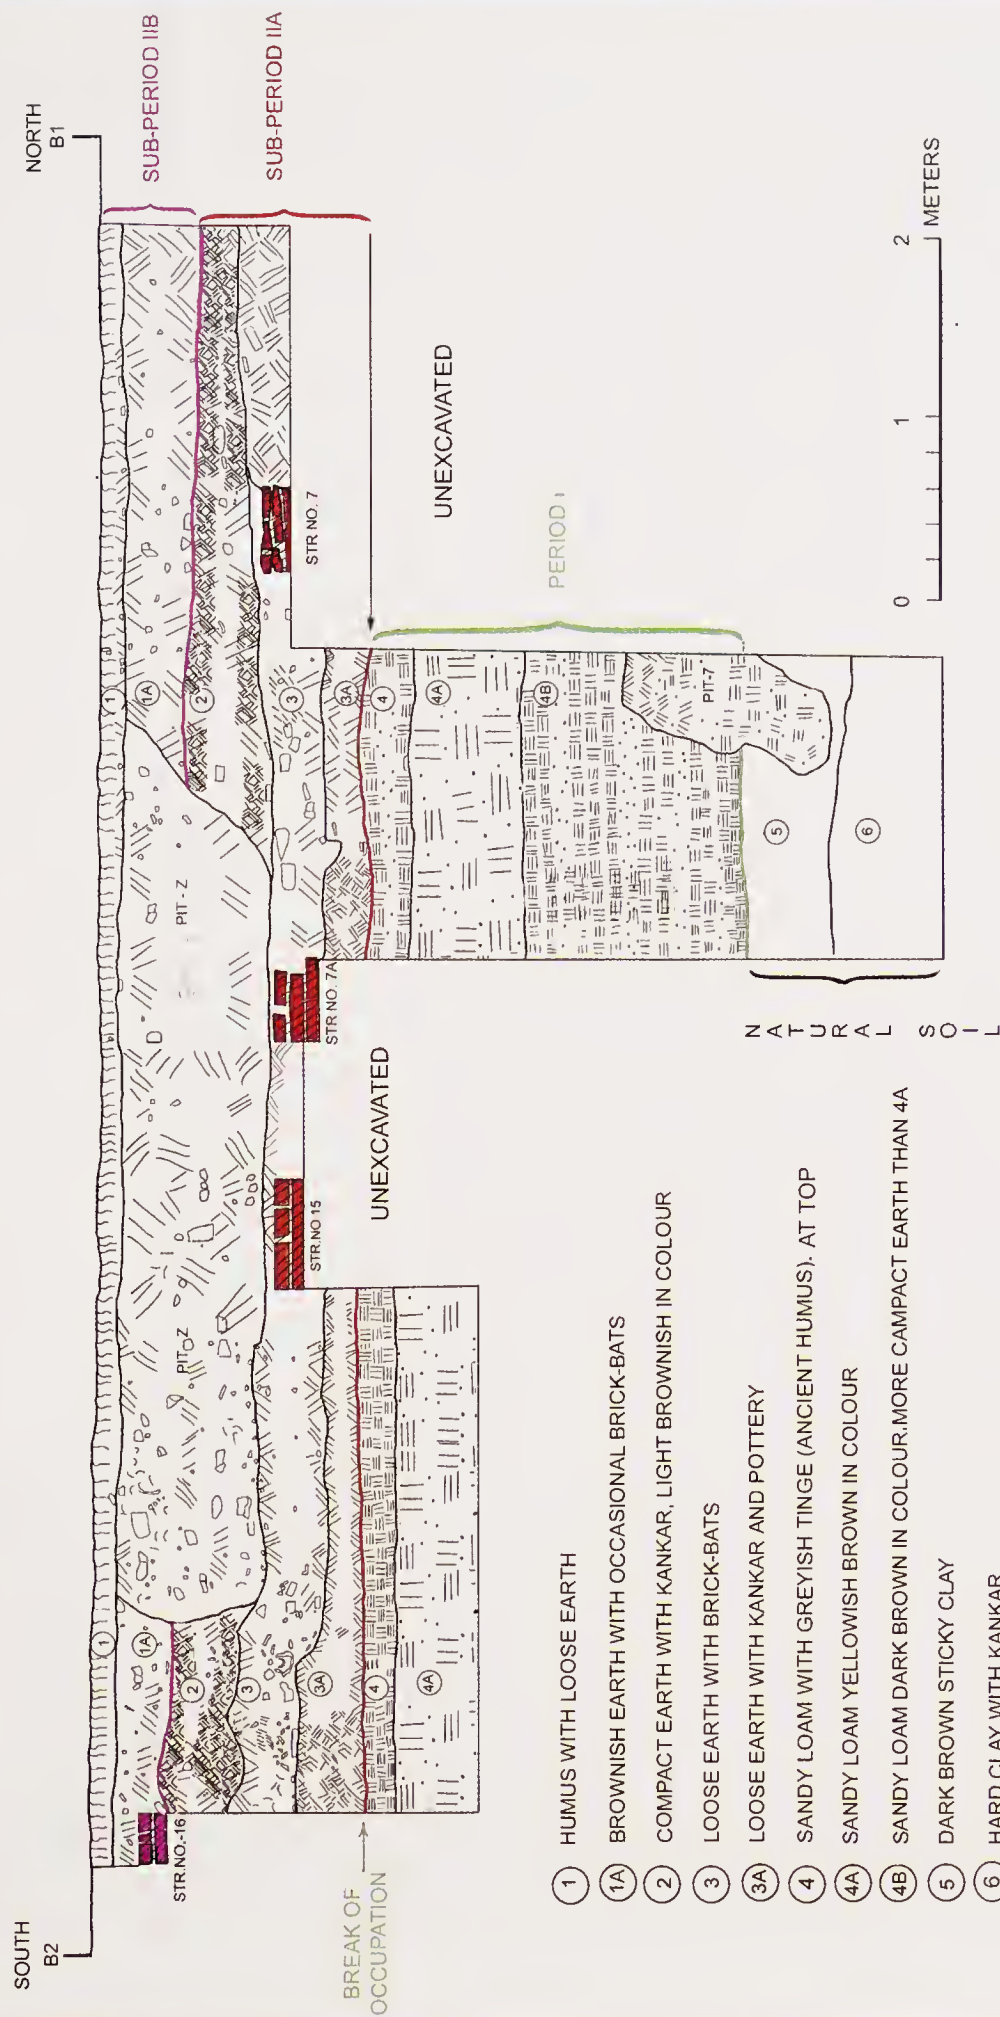 SOUTH
B2
NORTH
B1
SUB-PERIOD IIB
SUB-PERIOD IIA
1
1A
2
3
3A
4
4A
STR.NO.-16
PIT Z
PIT - Z
STR.NO 15
STR NO. 7A
STR NO. 7
1
1A
2
3
3A
4
4A
4B
PIT-7
5
6
BREAK OF
OCCUPATION
UNEXCAVATED
UNEXCAVATED
PERIOD I
NATURAL SOIL
0 1 2 METERS
1 HUMUS WITH LOOSE EARTH
1A BROWNISH EARTH WITH OCCASIONAL BRICK-BATS
2 COMPACT EARTH WITH KANKAR, LIGHT BROWNISH IN COLOUR
3 LOOSE EARTH WITH BRICK-BATS
3A LOOSE EARTH WITH KANKAR AND POTTERY
4 SANDY LOAM WITH GREYISH TINGE (ANCIENT HUMUS). AT TOP
4A SANDY LOAM YELLOWISH BROWN IN COLOUR
4B SANDY LOAM DARK BROWN IN COLOUR.MORE CAMPACT EARTH THAN 4A
5 DARK BROWN STICKY CLAY
6 HARD CLAY WITH KANKAR